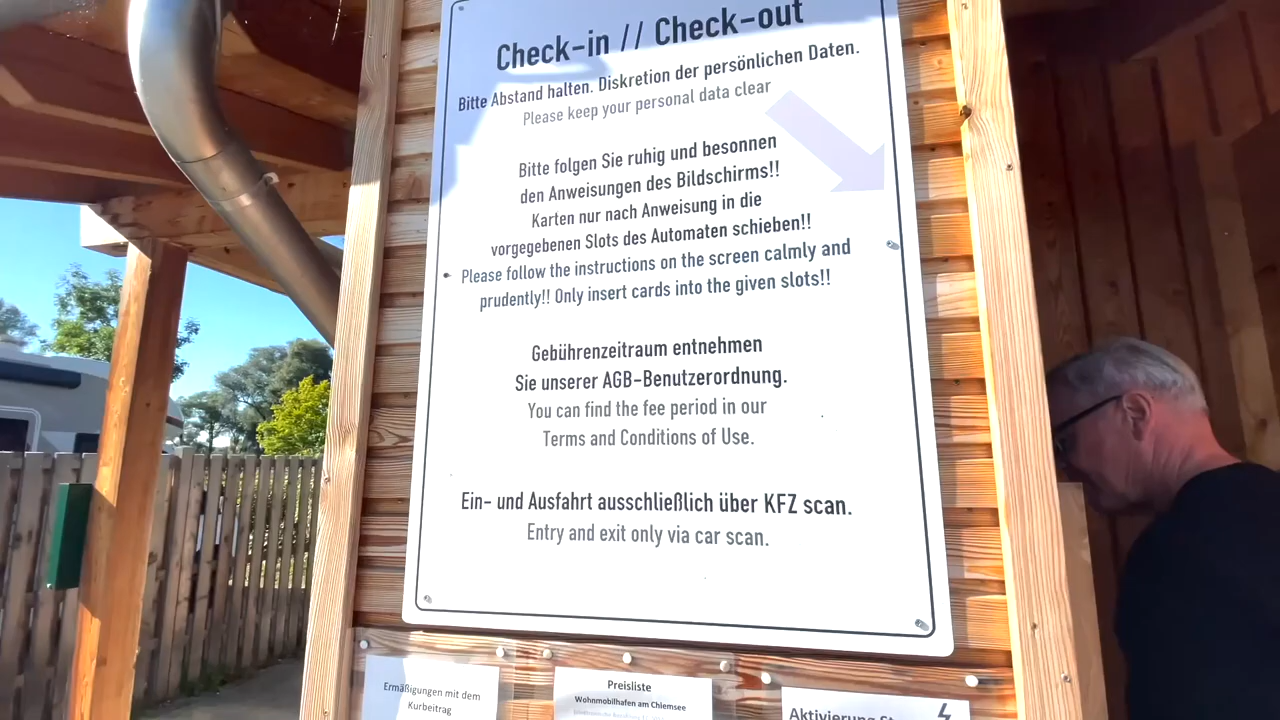 Check-in // Check-out
Bitte Abstand halten. Diskretion der persönlichen Daten.
Please keep your personal data clear
Bitte folgen Sie ruhig und besonnen
den Anweisungen des Bildschirms!!
Karten nur nach Anweisung in die
vorgegebenen Slots des Automaten schieben!!
Please follow the instructions on the screen calmly and
prudently!! Only insert cards into the given slots!!
Gebührenzeitraum entnehmen
Sie unserer AGB-Benutzerordnung.
You can find the fee period in our
Terms and Conditions of Use.
Ein- und Ausfahrt ausschließlich über KFZ scan.
Entry and exit only via car scan.
Ermäßigungen mit dem
Kurbeitrag
Preisliste
Wohnmobilhafen am Chiemsee
Aktivierung